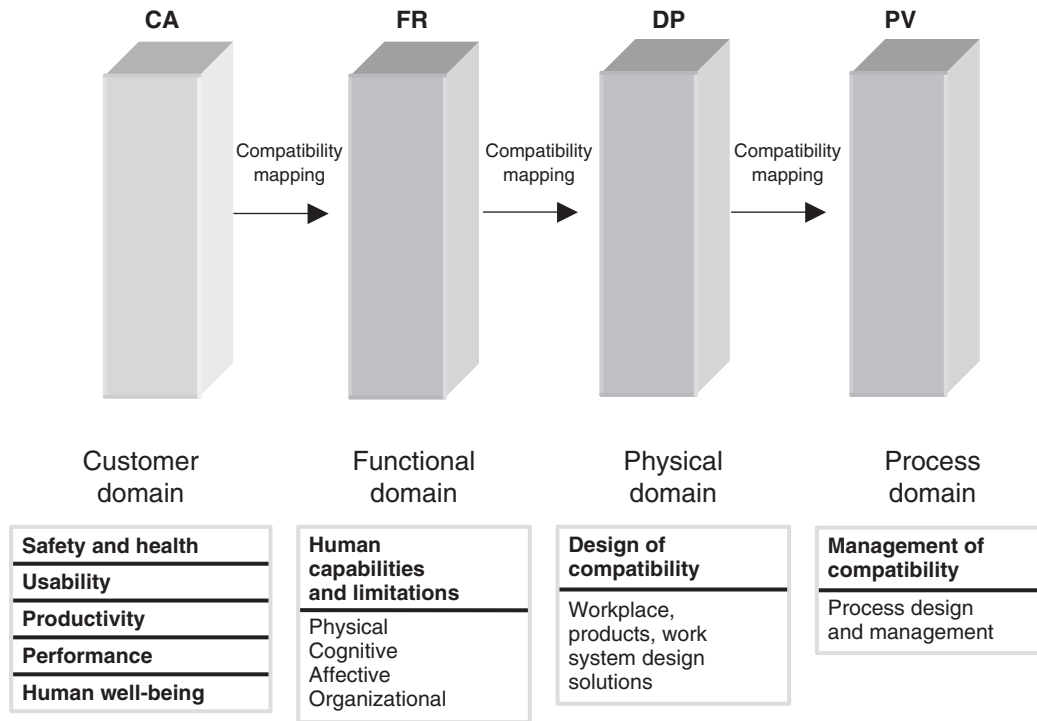 CA
FR
DP
PV
Compatibility
mapping
Compatibility
mapping
Compatibility
mapping
Customer
domain
Functional
domain
Physical
domain
Process
domain
Safety and health
Usability
Productivity
Performance
Human well-being
Human
capabilities
and limitations
Physical
Cognitive
Affective
Organizational
Design of
compatibility
Workplace,
products, work
system design
solutions
Management of
compatibility
Process design
and management